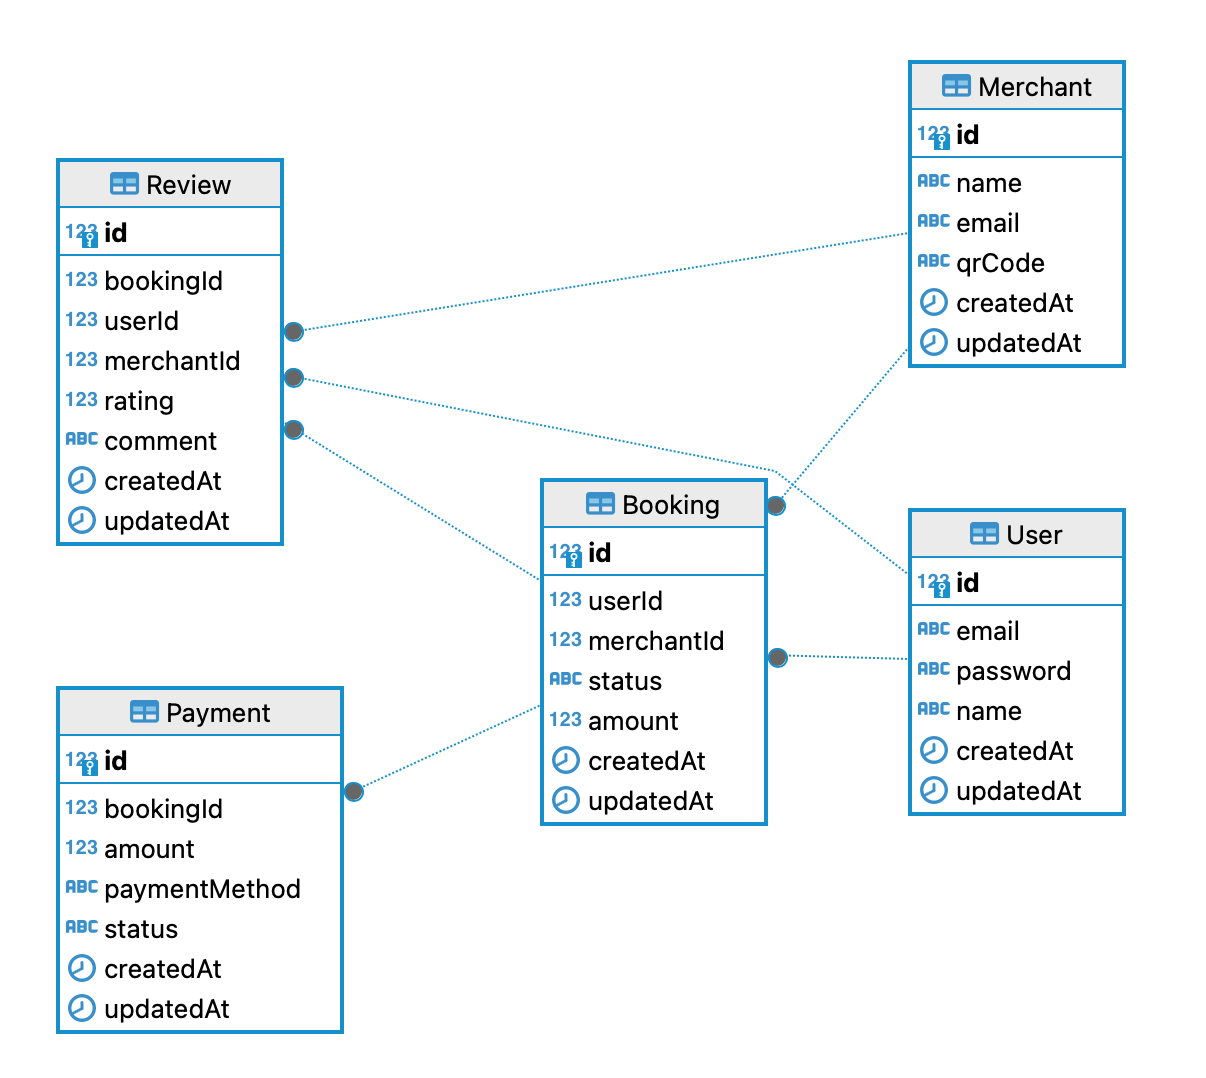 Review
123 id
123 bookingId
123 userId
123 merchantId
123 rating
ABC comment
createdAt
updatedAt
Merchant
123 id
ABC name
ABC email
ABC qrCode
createdAt
updatedAt
Booking
123 id
123 userId
123 merchantId
ABC status
123 amount
createdAt
updatedAt
User
123 id
ABC email
ABC password
ABC name
createdAt
updatedAt
Payment
123 id
123 bookingId
123 amount
ABC paymentMethod
ABC status
createdAt
updatedAt